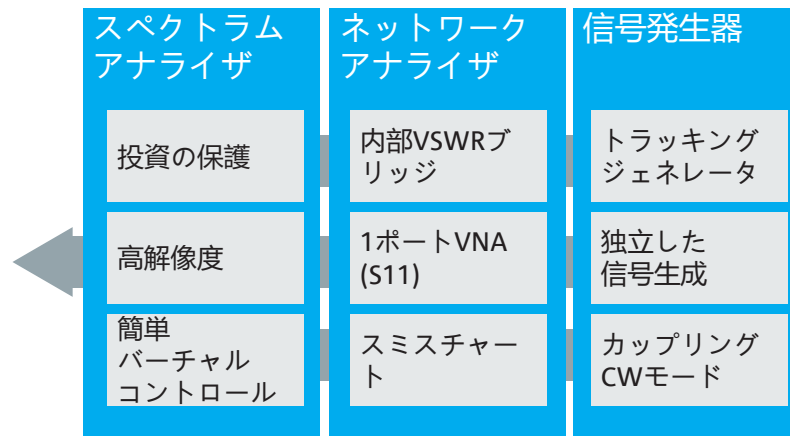 スペクトラム
アナライザ
投資の保護
高解像度
簡単
バーチャル
コントロール
ネットワーク
アナライザ
内部VSWRブ
リッジ
1ポートVNA
(S11)
スミスチャー
ト
信号発生器
トラッキング
ジェネレータ
独立した
信号生成
カップリング
CWモード